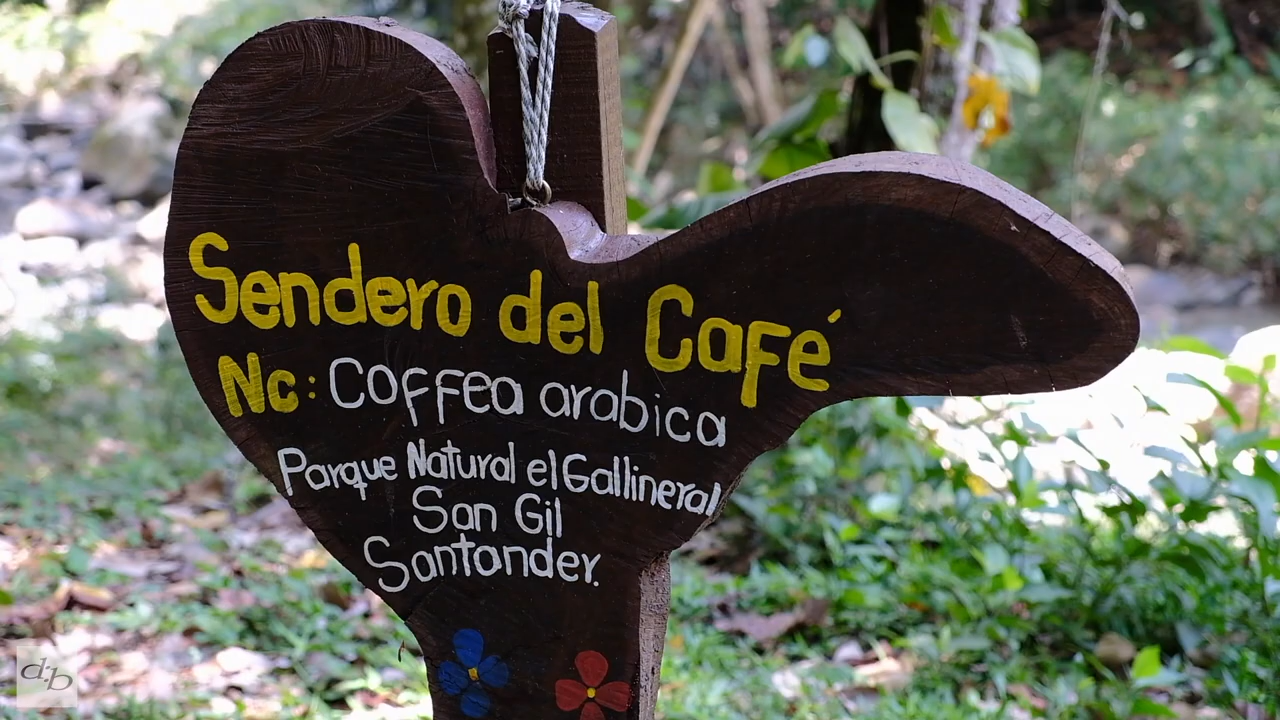 Sendero del Café
Nc: Coffea arabica
Parque Natural el Gallineral
San Gil
Santander.
d.b